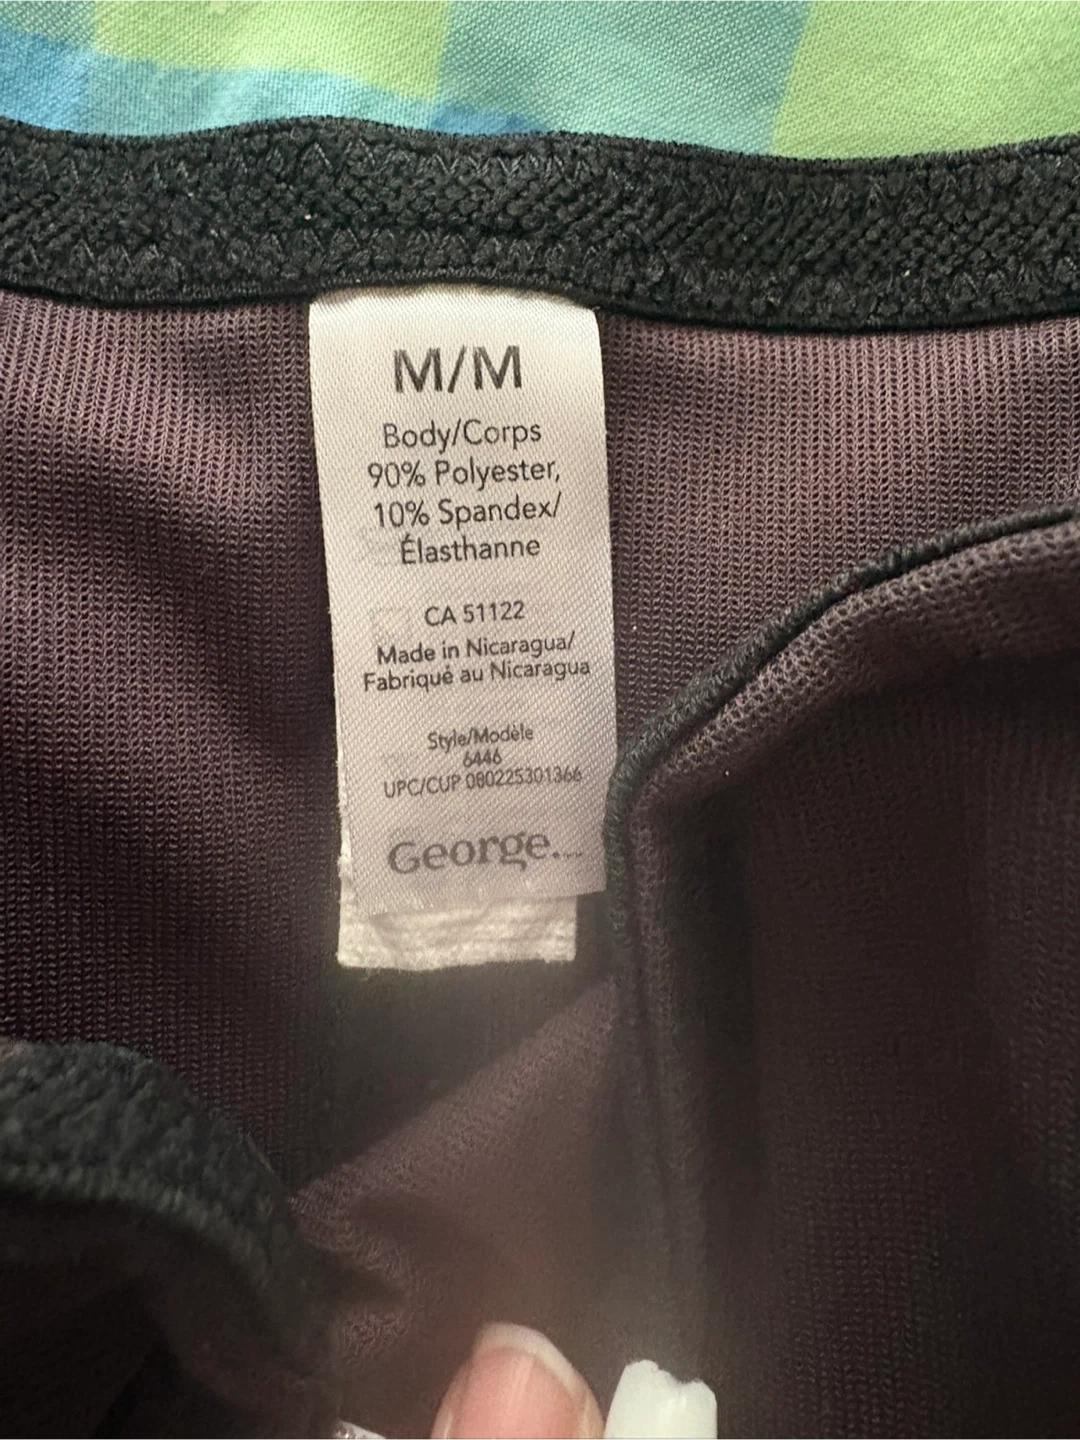 M/M
Body/Corps
90% Polyester,
10% Spandex/
Élasthanne
CA 51122
Made in Nicaragua/
Fabriqué au Nicaragua
Style/Modèle
6446
UPC/CUP 080225301366
George.